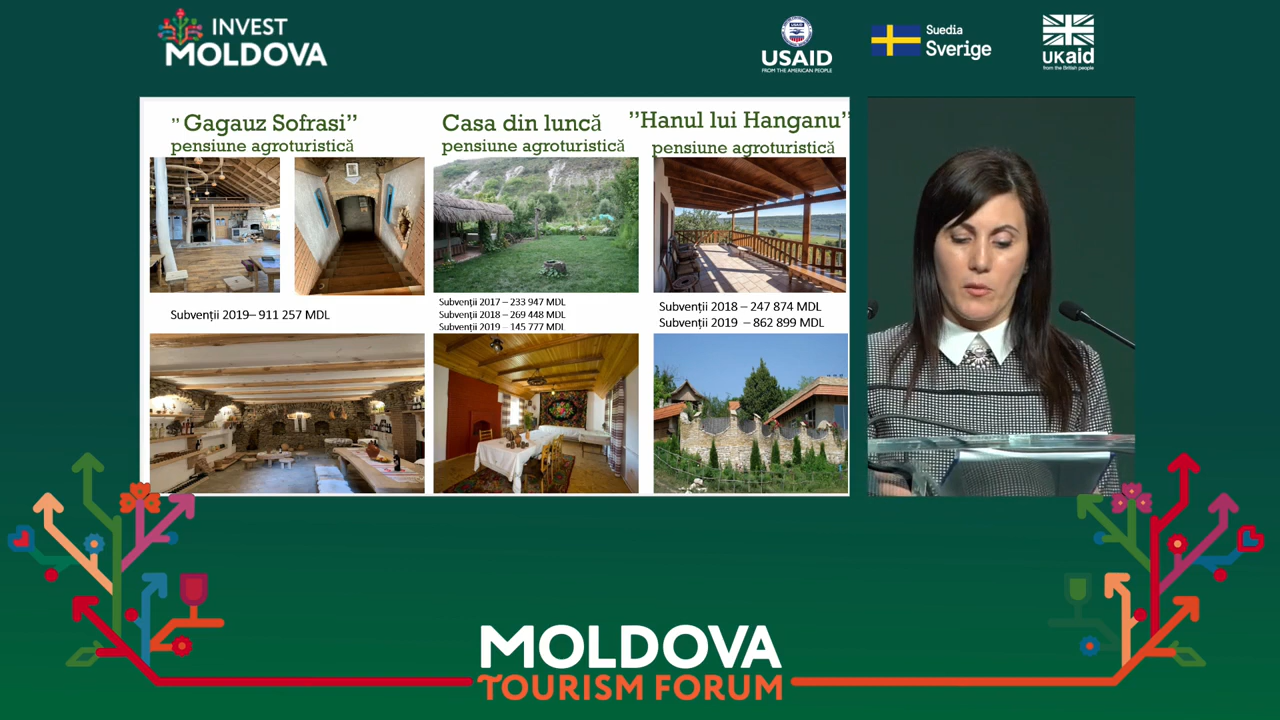 INVEST
MOLDOVA
USAID
FROM THE AMERICAN PEOPLE
Suedia
Sverige
UKaid
from the British people
" Gagauz Sofrasi”
pensiune agroturistică
Casa din luncă
pensiune agroturistică
”Hanul lui Hanganu”
pensiune agroturistică
Subvenții 2019– 911 257 MDL
Subvenții 2017 – 233 947 MDL
Subvenții 2018 – 269 448 MDL
Subvenții 2019 – 145 777 MDL
Subvenții 2018 – 247 874 MDL
Subvenții 2019 – 862 899 MDL
MOLDOVA
TOURISM FORUM